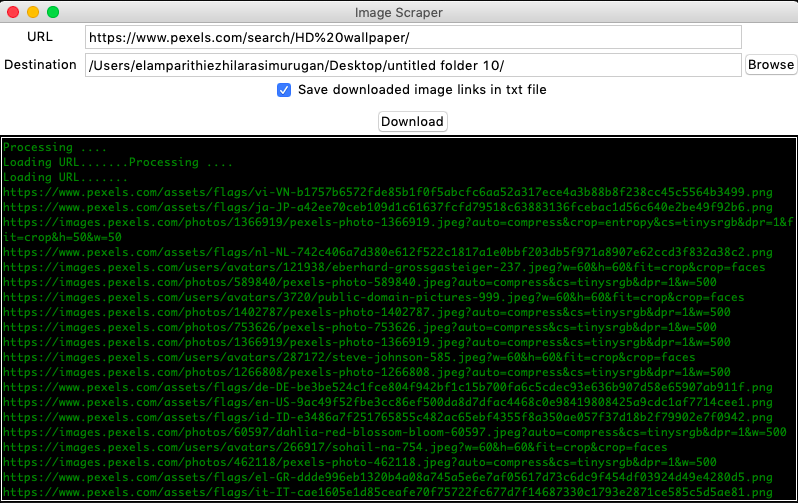 Image Scraper
URL
https://www.pexels.com/search/HD%20wallpaper/
Destination
/Users/elamparithiezhilarasimurugan/Desktop/untitled folder 10/
Browse
Save downloaded image links in txt file
Download
Processing ....
Loading URL.......Processing ....
Loading URL.......
https://www.pexels.com/assets/flags/vi-VN-b1757b6572fde85b1f0f5abcfc6aa52a317ece4a3b88b8f238cc45c5564b3499.png
https://www.pexels.com/assets/flags/ja-JP-a42ee70ceb109d1c61637fcfd79518c63883136fcebac1d56c640e2be49f92b6.png
https://images.pexels.com/photos/1366919/pexels-photo-1366919.jpeg?auto=compress&crop=entropy&cs=tinysrgb&dpr=1&f
it=crop&h=50&w=50
https://www.pexels.com/assets/flags/nl-NL-742c406a7d380e612f522c1817a1e0bbf203db5f971a8907e62ccd3f832a38c2.png
https://images.pexels.com/users/avatars/121938/eberhard-grossgasteiger-237.jpeg?w=60&h=60&fit=crop&crop=faces
https://images.pexels.com/photos/589840/pexels-photo-589840.jpeg?auto=compress&cs=tinysrgb&dpr=1&w=500
https://images.pexels.com/users/avatars/3720/public-domain-pictures-999.jpeg?w=60&h=60&fit=crop&crop=faces
https://images.pexels.com/photos/1402787/pexels-photo-1402787.jpeg?auto=compress&cs=tinysrgb&dpr=1&w=500
https://images.pexels.com/photos/753626/pexels-photo-753626.jpeg?auto=compress&cs=tinysrgb&dpr=1&w=500
https://images.pexels.com/photos/1366919/pexels-photo-1366919.jpeg?auto=compress&cs=tinysrgb&dpr=1&w=500
https://images.pexels.com/users/avatars/287172/steve-johnson-585.jpeg?w=60&h=60&fit=crop&crop=faces
https://images.pexels.com/photos/1266808/pexels-photo-1266808.jpeg?auto=compress&cs=tinysrgb&dpr=1&w=500
https://www.pexels.com/assets/flags/de-DE-be3be524c1fce804f942bf1c15b700fa6c5cdec93e636b907d58e65907ab911f.png
https://www.pexels.com/assets/flags/en-US-9ac49f52fbe3cc86ef500da8d7dfac4468c0e98419808425a9cdc1af7714cee1.png
https://www.pexels.com/assets/flags/id-ID-e3486a7f251765855c482ac65ebf4355f8a350ae057f37d18b2f79902e7f0942.png
https://images.pexels.com/photos/60597/dahlia-red-blossom-bloom-60597.jpeg?auto=compress&cs=tinysrgb&dpr=1&w=500
https://images.pexels.com/users/avatars/266917/sohail-na-754.jpeg?w=60&h=60&fit=crop&crop=faces
https://images.pexels.com/photos/462118/pexels-photo-462118.jpeg?auto=compress&cs=tinysrgb&dpr=1&w=500
https://www.pexels.com/assets/flags/el-GR-ddde996eb1320b4a08a745a5e6e7af05617d73c6dc9f454df03924d49e4280d5.png
https://www.pexels.com/assets/flags/it-IT-cae1605e1d85ceafe70f75722fc677d7f14687330c1793e2871ce585c5d5ae81.png